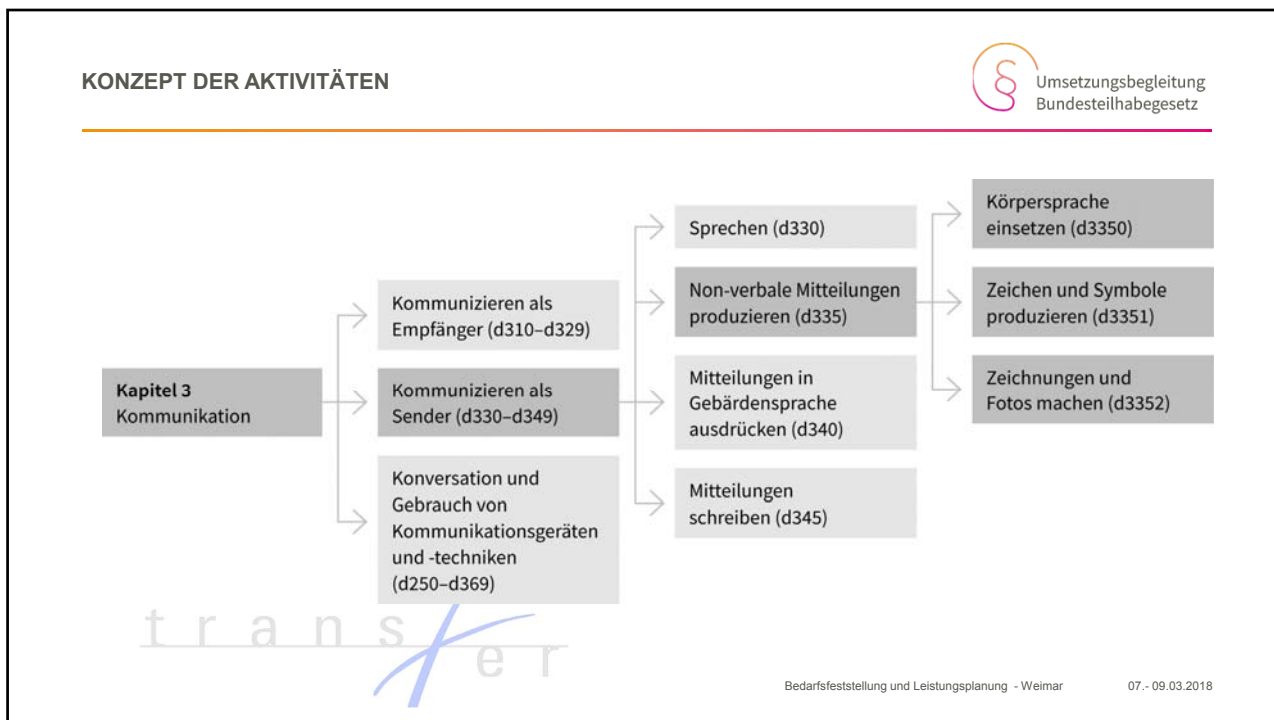 KONZEPT DER AKTIVITÄTEN
Umsetzungsbegleitung
Bundesteilhabegesetz
Kapitel 3
Kommunikation
Kommunizieren als
Empfänger (d310–d329)
Kommunizieren als
Sender (d330–d349)
Konversation und
Gebrauch von
Kommunikationsgeräten
und -techniken
(d250–d369)
Sprechen (d330)
Non-verbale Mitteilungen
produzieren (d335)
Mitteilungen in
Gebärdensprache
ausdrücken (d340)
Mitteilungen
schreiben (d345)
Körpersprache
einsetzen (d3350)
Zeichen und Symbole
produzieren (d3351)
Zeichnungen und
Fotos machen (d3352)
transfer
Bedarfsfeststellung und Leistungsplanung - Weimar 07.- 09.03.2018